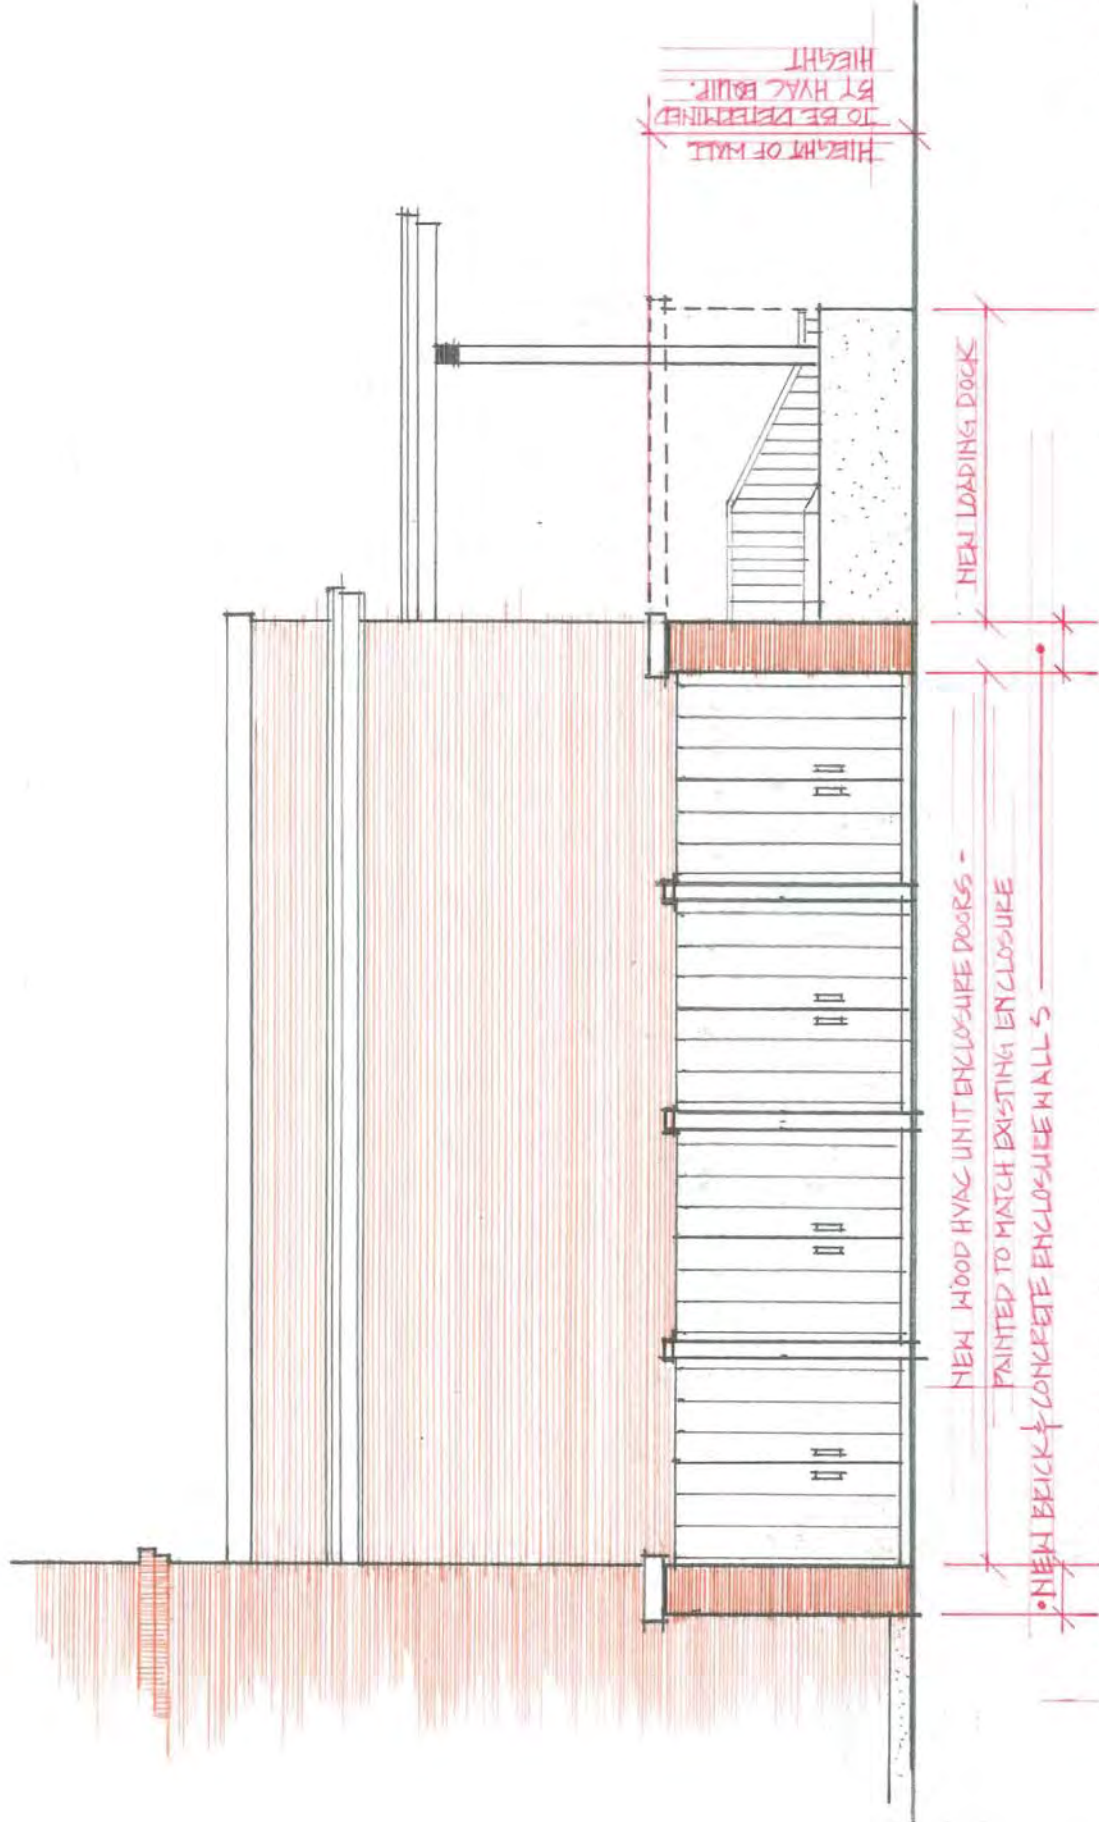 HIEGHT OF WALL
TO BE DETERMINED
BY HVAC EQUIP.
HIEGHT
NEW LOADING DOCK
NEW WOOD HVAC UNIT ENCLOSURE DOORS -
PAINTED TO MATCH EXISTING ENCLOSURE
• NEW BRICK & CONCRETE ENCLOSURE WALLS